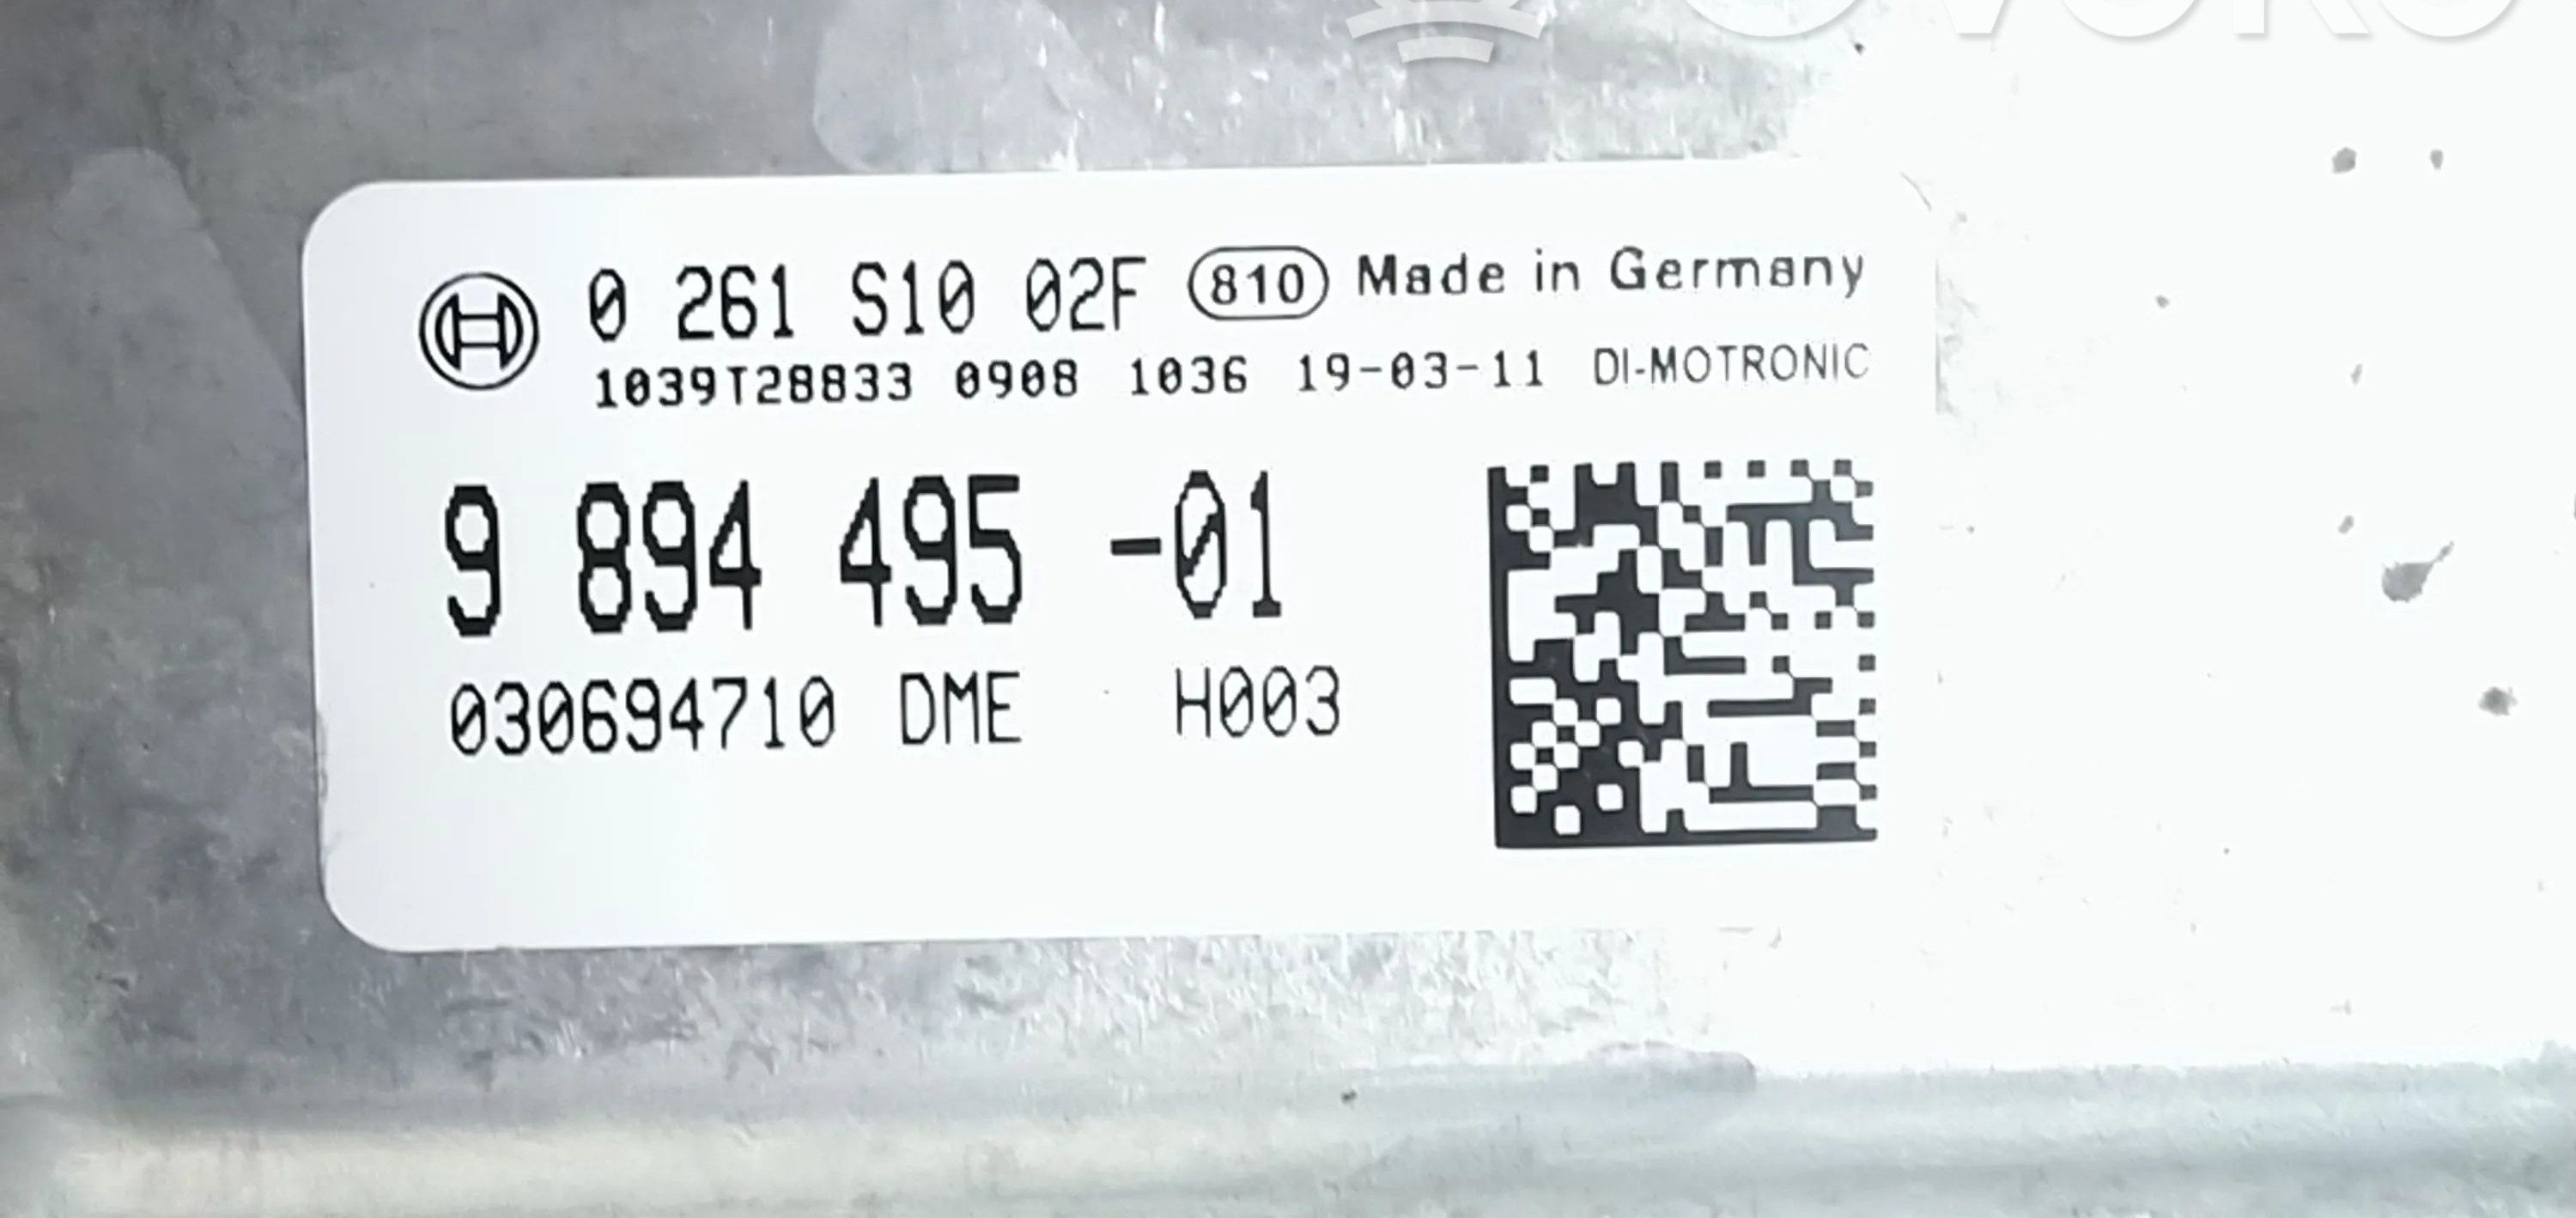 0 261 S10 02F 810 Made in Germany
1039T28833 0908 1036 19-03-11 DI-MOTRONIC
9 894 495 -01
030694710 DME H003